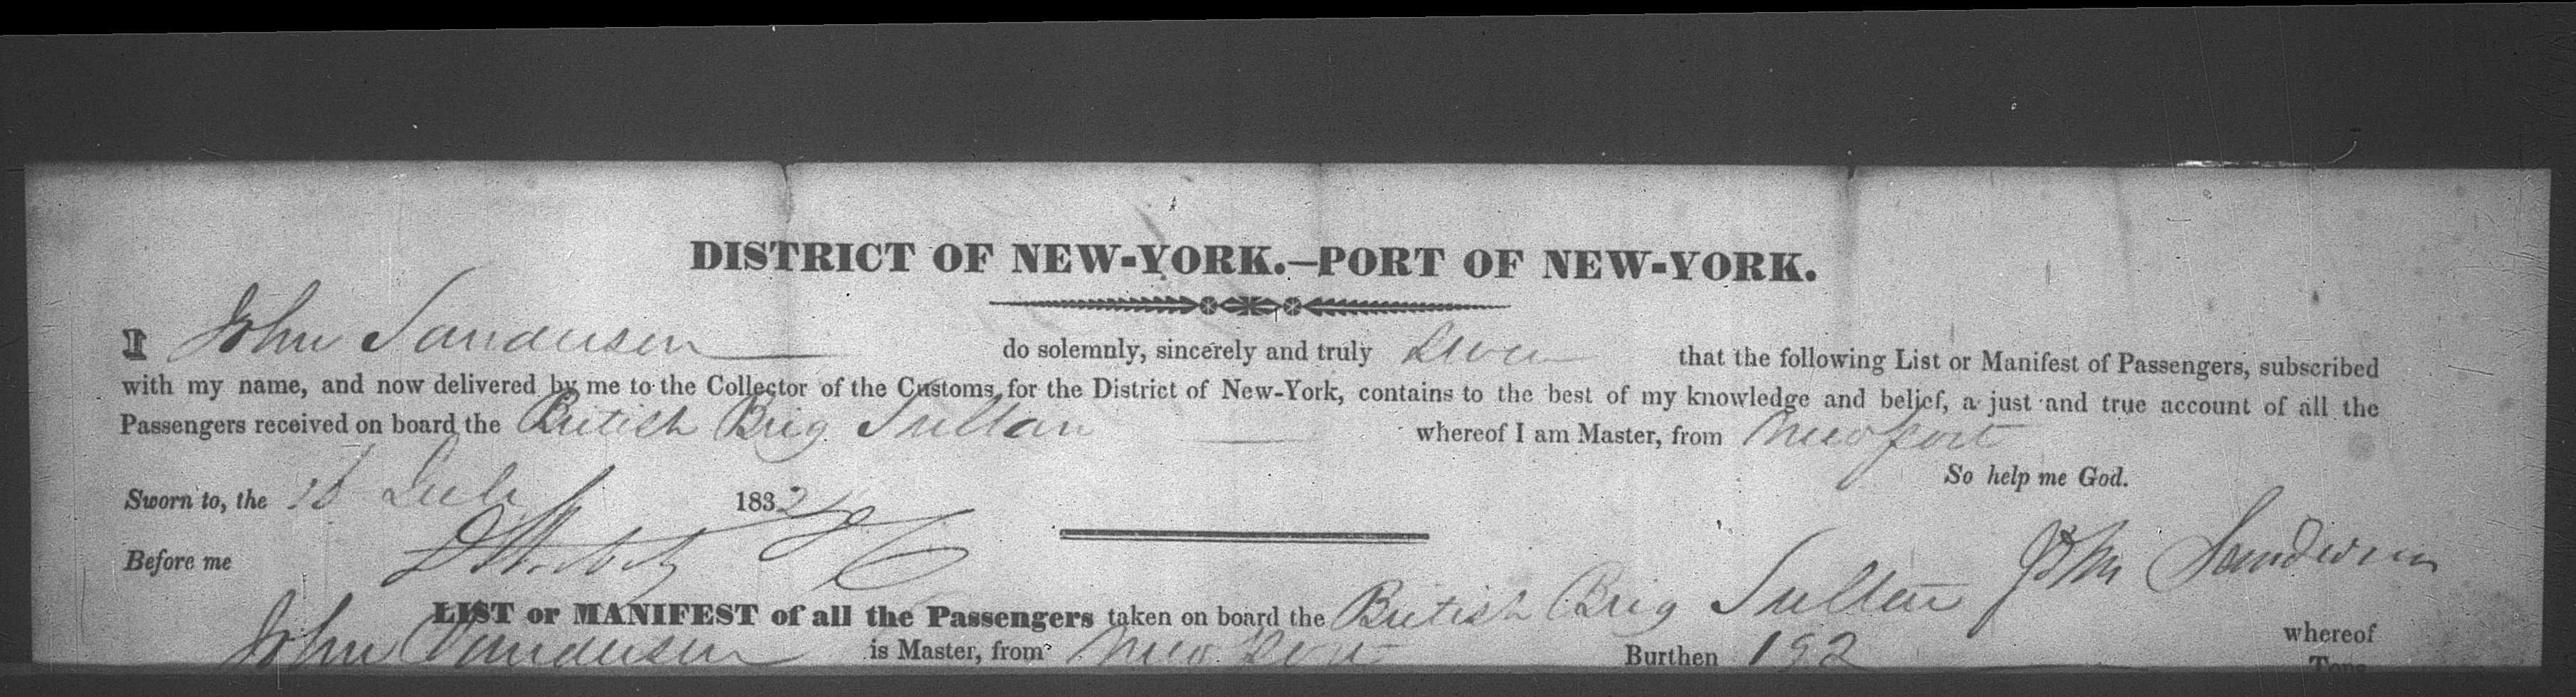 DISTRICT OF NEW-YORK.—PORT OF NEW-YORK.
I John Sanderson do solemnly, sincerely and truly swear that the following List or Manifest of Passengers, subscribed
with my name, and now delivered by me to the Collector of the Customs, for the District of New-York, contains to the best of my knowledge and belief, a just and true account of all the
Passengers received on board the British Brig Sultan whereof I am Master, from Newport
So help me God.
Sworn to, the July 1832
Before me John
LIST or MANIFEST of all the Passengers taken on board the British Brig Sultan whereof
John Sanderson is Master, from New Port Burthen 192 Tons